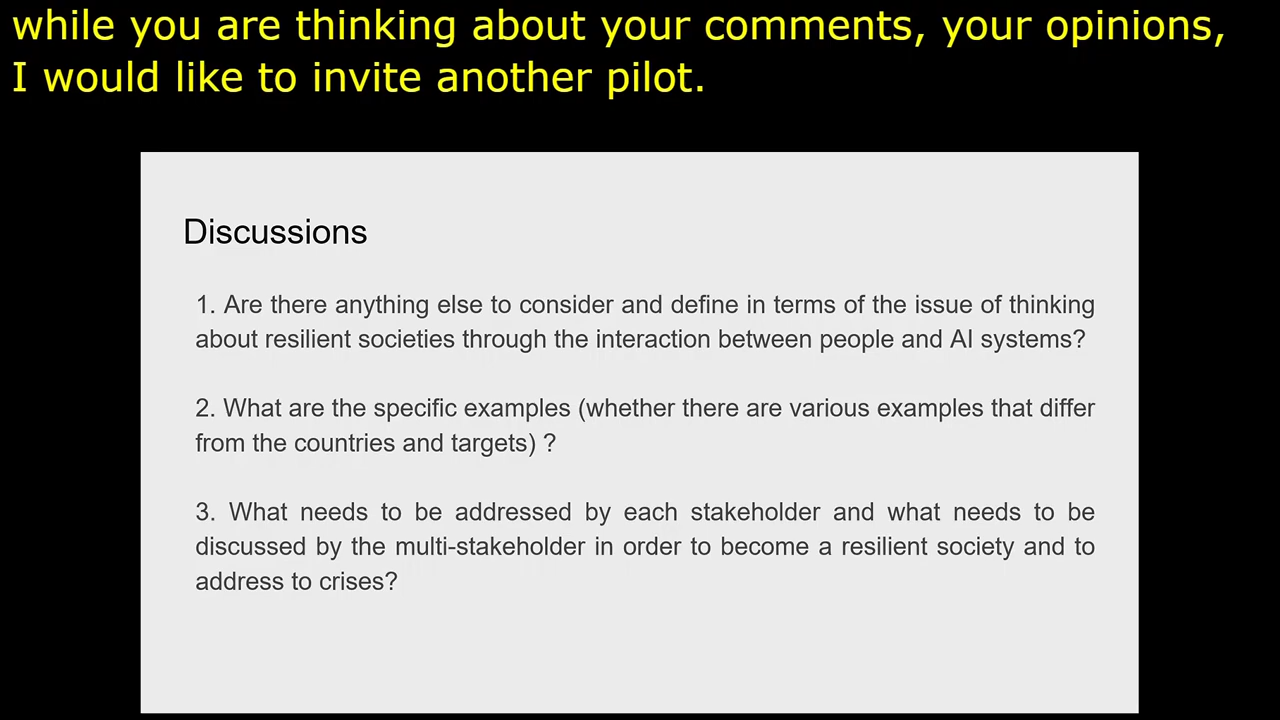 while you are thinking about your comments, your opinions,
I would like to invite another pilot.
Discussions
1. Are there anything else to consider and define in terms of the issue of thinking
about resilient societies through the interaction between people and AI systems?
2. What are the specific examples (whether there are various examples that differ
from the countries and targets) ?
3. What needs to be addressed by each stakeholder and what needs to be
discussed by the multi-stakeholder in order to become a resilient society and to
address to crises?